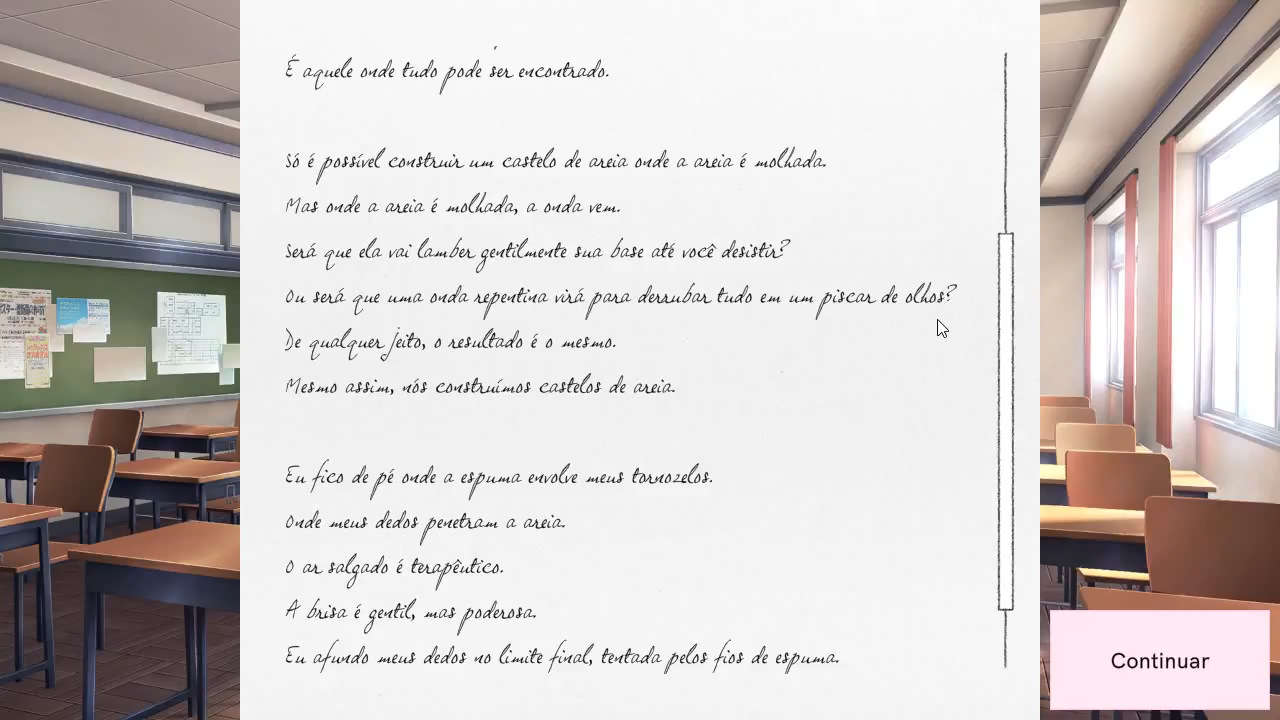 É aquele onde tudo pode ser encontrado.
Só é possível construir um castelo de areia onde a areia é molhada.
Mas onde a areia é molhada, a onda vem.
Será que ela vai lamber gentilmente sua base até você desistir?
Ou será que uma onda repentina virá para derrubar tudo em um piscar de olhos?
De qualquer jeito, o resultado é o mesmo.
Mesmo assim, nós construímos castelos de areia.
Eu fico de pé onde a espuma envolve meus tornozelos.
Onde meus dedos penetram a areia.
O ar salgado é terapêutico.
A brisa é gentil, mas poderosa.
Eu afundo meus dedos no limite final, tentada pelos fios de espuma.
Continuar